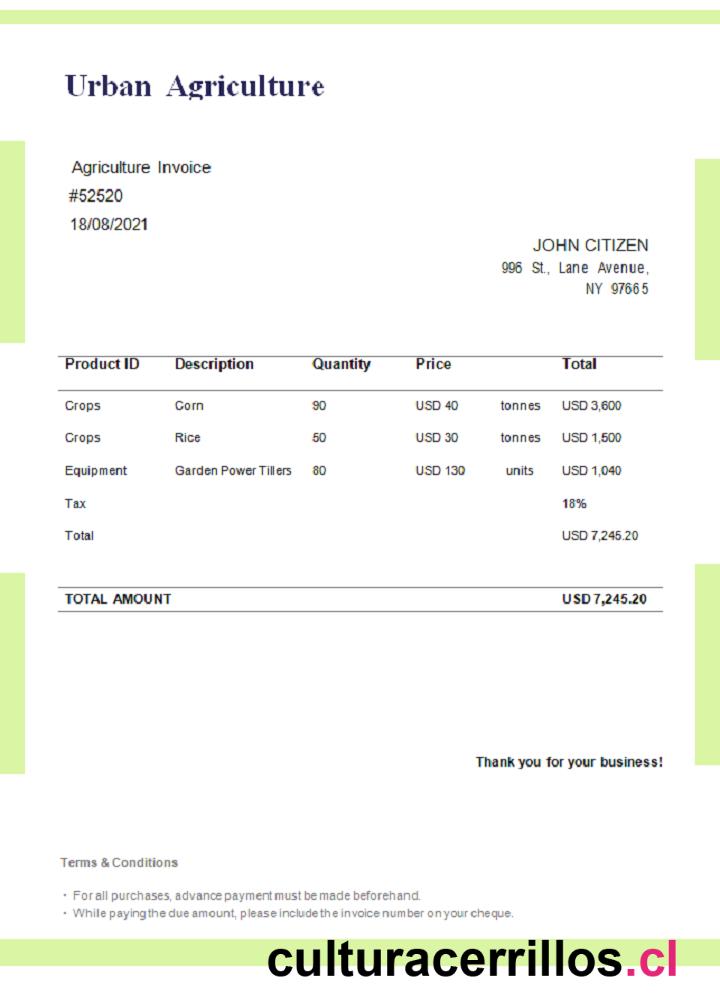 Urban Agriculture
Agriculture Invoice
#52520
18/08/2021
JOHN CITIZEN
996 St., Lane Avenue,
NY 97665
Product ID Description Quantity Price Total
Crops Corn 90 USD 40 tonnes USD 3,600
Crops Rice 50 USD 30 tonnes USD 1,500
Equipment Garden Power Tillers 80 USD 130 units USD 1,040
Tax 18%
Total USD 7,245.20
TOTAL AMOUNT USD 7,245.20
Thank you for your business!
Terms & Conditions
• For all purchases, advance payment must be made beforehand.
• While paying the due amount, please include the invoice number on your cheque.
culturacerrillos.cl